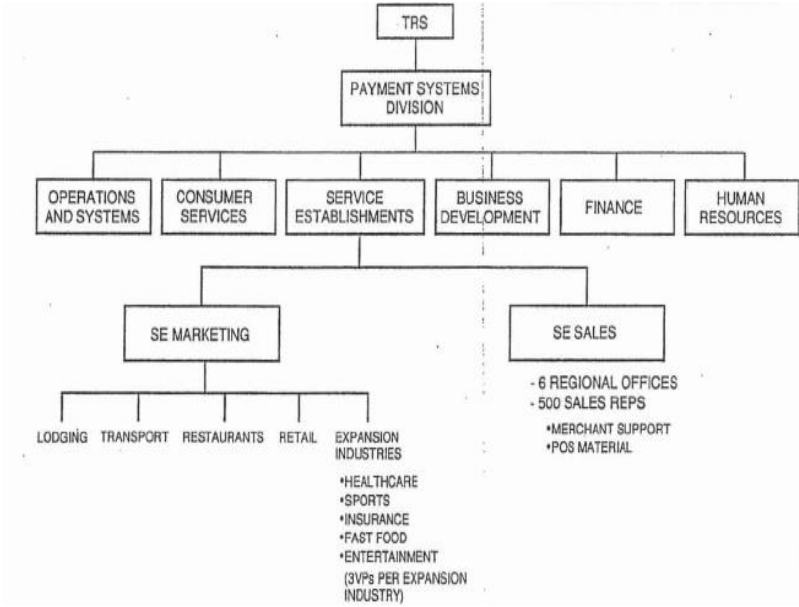 TRS
PAYMENT SYSTEMS
DIVISION
OPERATIONS
AND SYSTEMS
CONSUMER
SERVICES
SERVICE
ESTABLISHMENTS
BUSINESS
DEVELOPMENT
FINANCE
HUMAN
RESOURCES
SE MARKETING
SE SALES
- 6 REGIONAL OFFICES
- 500 SALES REPS
•MERCHANT SUPPORT
•POS MATERIAL
LODGING
TRANSPORT
RESTAURANTS
RETAIL
EXPANSION
INDUSTRIES
•HEALTHCARE
•SPORTS
•INSURANCE
•FAST FOOD
•ENTERTAINMENT
(3VPs PER EXPANSION
INDUSTRY)